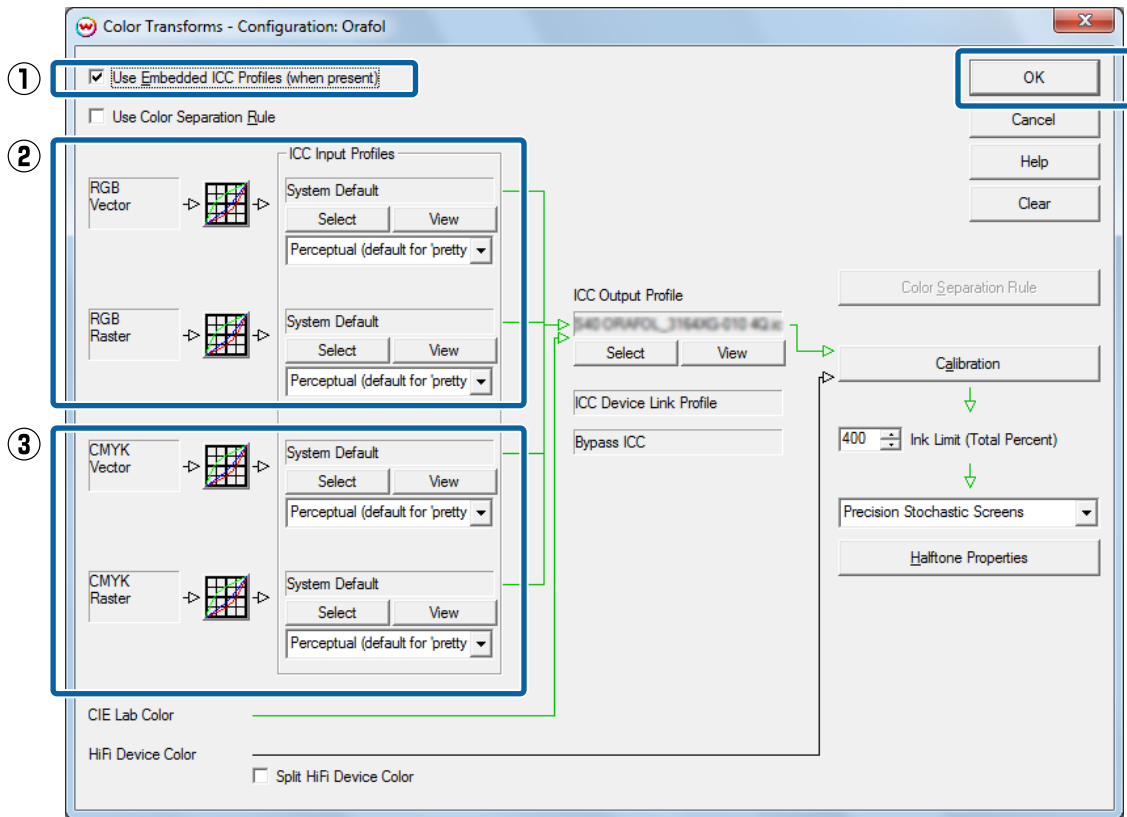 Color Transforms - Configuration: Orafol
①
Use Embedded ICC Profiles (when present)
OK
Use Color Separation Rule
Cancel
②
ICC Input Profiles
Help
RGB
Vector
System Default
Select
View
Clear
Perceptual (default for 'pretty
RGB
Raster
System Default
Select
View
Perceptual (default for 'pretty
ICC Output Profile
Select
View
ICC Device Link Profile
Bypass ICC
Color Separation Rule
Calibration
400
Ink Limit (Total Percent)
Precision Stochastic Screens
Halftone Properties
③
CMYK
Vector
System Default
Select
View
Perceptual (default for 'pretty
CMYK
Raster
System Default
Select
View
Perceptual (default for 'pretty
CIE Lab Color
HiFi Device Color
Split HiFi Device Color